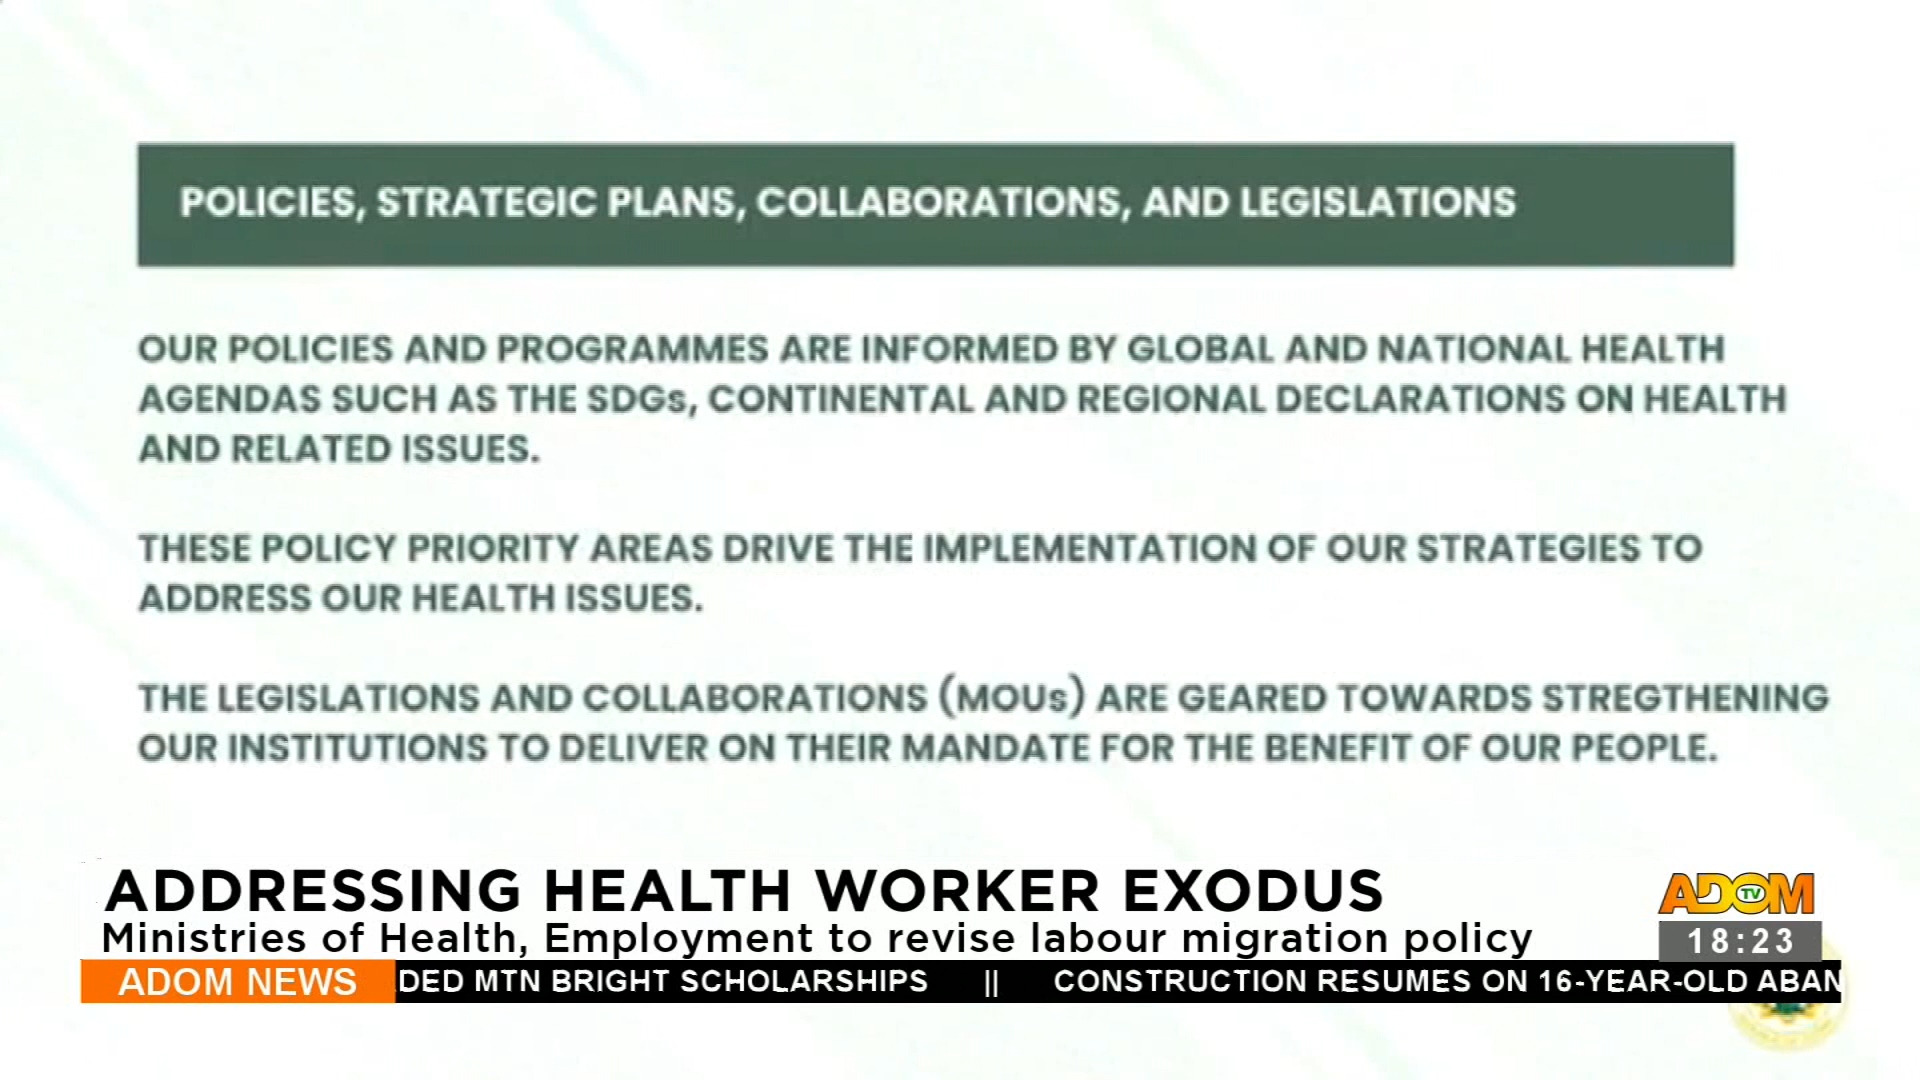 POLICIES, STRATEGIC PLANS, COLLABORATIONS, AND LEGISLATIONS
OUR POLICIES AND PROGRAMMES ARE INFORMED BY GLOBAL AND NATIONAL HEALTH
AGENDAS SUCH AS THE SDGs, CONTINENTAL AND REGIONAL DECLARATIONS ON HEALTH
AND RELATED ISSUES.
THESE POLICY PRIORITY AREAS DRIVE THE IMPLEMENTATION OF OUR STRATEGIES TO
ADDRESS OUR HEALTH ISSUES.
THE LEGISLATIONS AND COLLABORATIONS (MOUs) ARE GEARED TOWARDS STREGTHENING
OUR INSTITUTIONS TO DELIVER ON THEIR MANDATE FOR THE BENEFIT OF OUR PEOPLE.
ADDRESSING HEALTH WORKER EXODUS
Ministries of Health, Employment to revise labour migration policy
ADOM TV
18:23
ADOM NEWS
DED MTN BRIGHT SCHOLARSHIPS || CONSTRUCTION RESUMES ON 16-YEAR-OLD ABAN